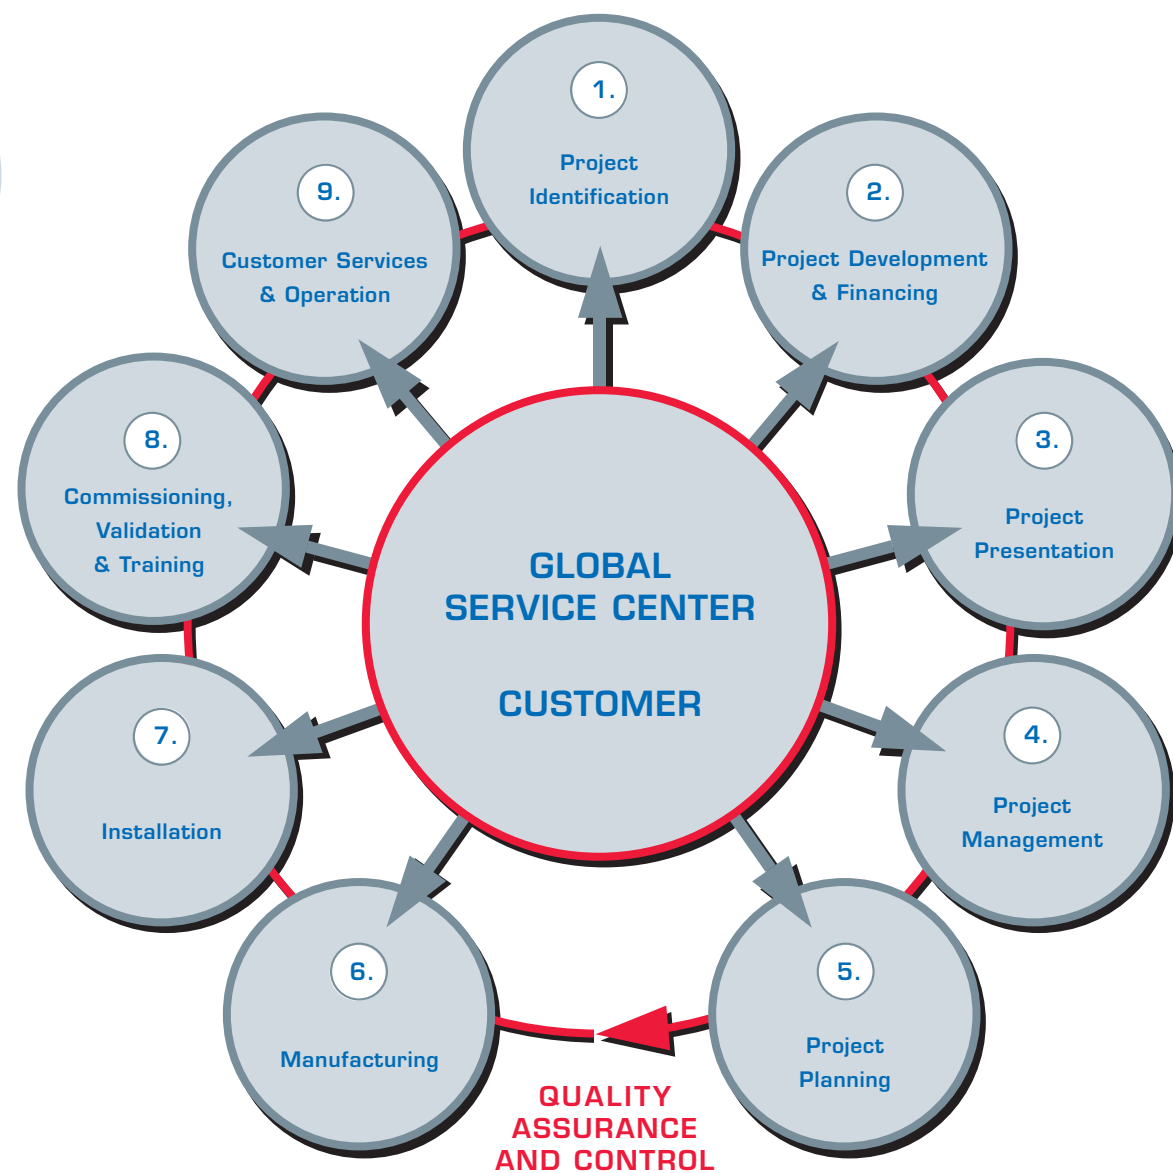 1.
Project
Identification
2.
Project Development
& Financing
3.
Project
Presentation
4.
Project
Management
5.
Project
Planning
6.
Manufacturing
7.
Installation
8.
Commissioning,
Validation
& Training
9.
Customer Services
& Operation
GLOBAL
SERVICE CENTER
CUSTOMER
QUALITY
ASSURANCE
AND CONTROL